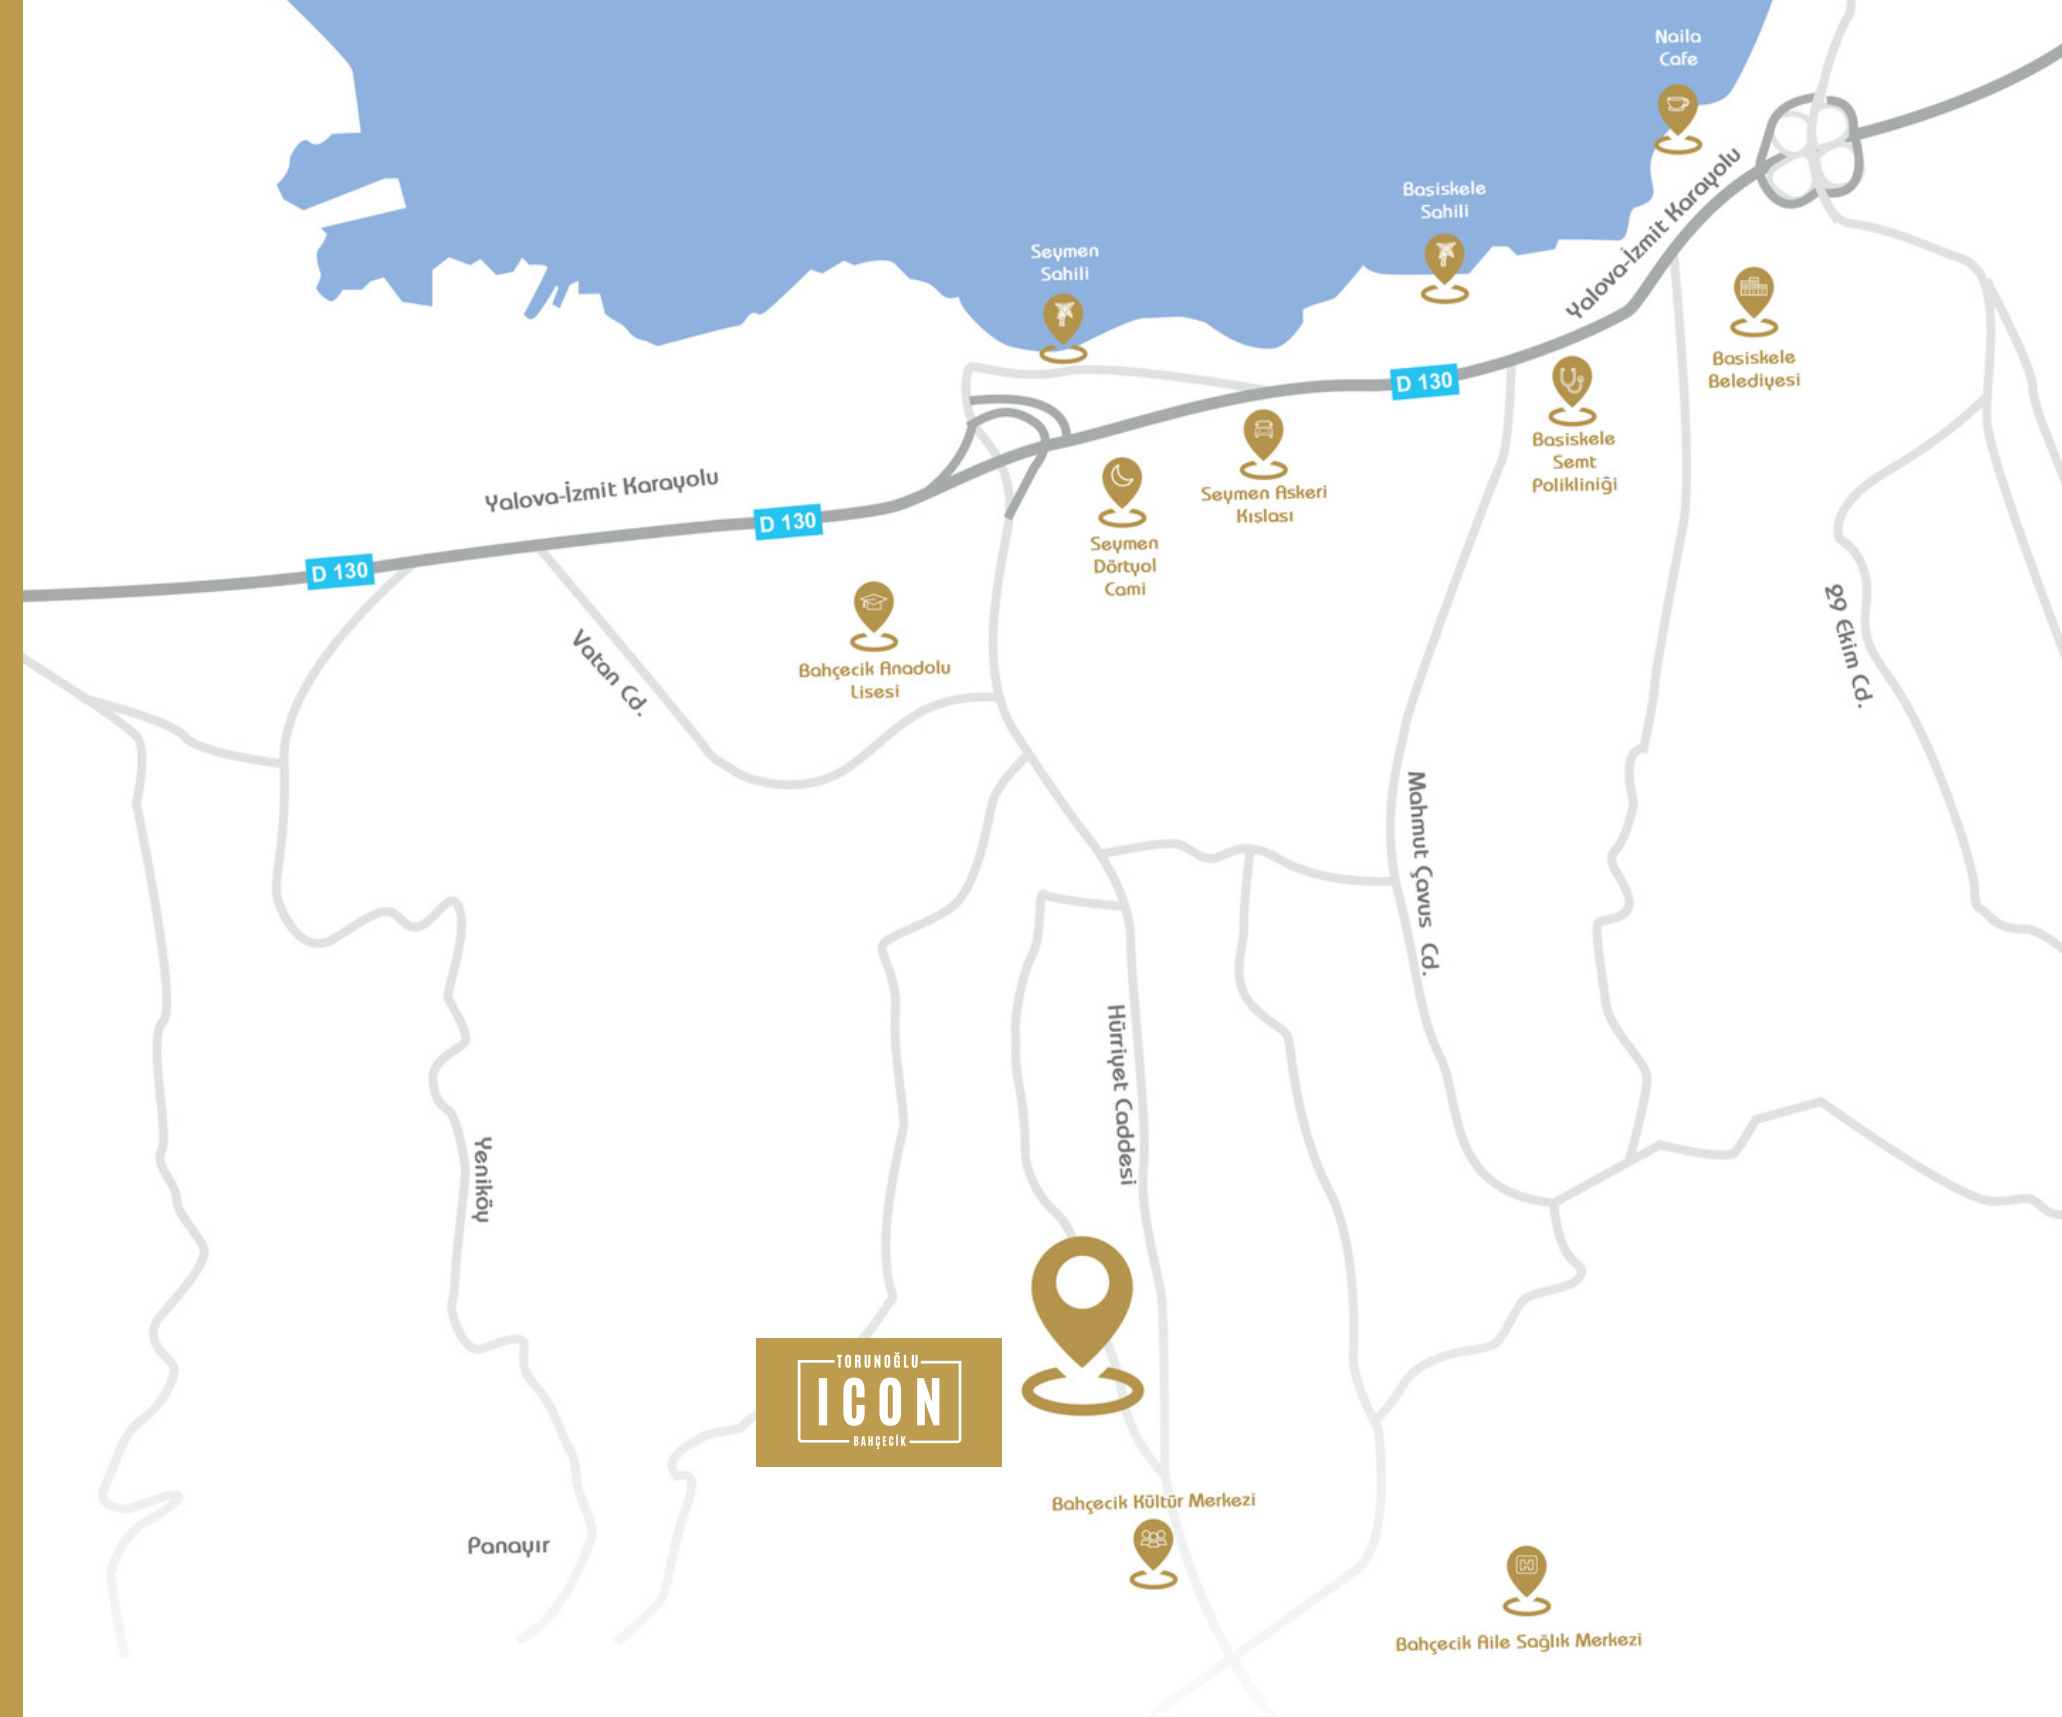 Naila
Cafe
Basiskele
Sahili
Yalova-İzmit Karayolu
Seymen
Sahili
Basiskele
Belediyesi
D 130
Basiskele
Semt
Polikliniği
Seymen Askeri
Kışlası
Yalova-İzmit Karayolu
D 130
Seymen
Dörtyol
Cami
D 130
Vatan Cd.
Bahçecik Anadolu
Lisesi
29 Ekim Cd.
Mahmut Çavus Cd.
Hürriyet Caddesi
Yeniköy
TORUNOĞLU
ICON
BAHÇECİK
Bahçecik Kültür Merkezi
Panayır
H
Bahçecik Aile Sağlık Merkezi